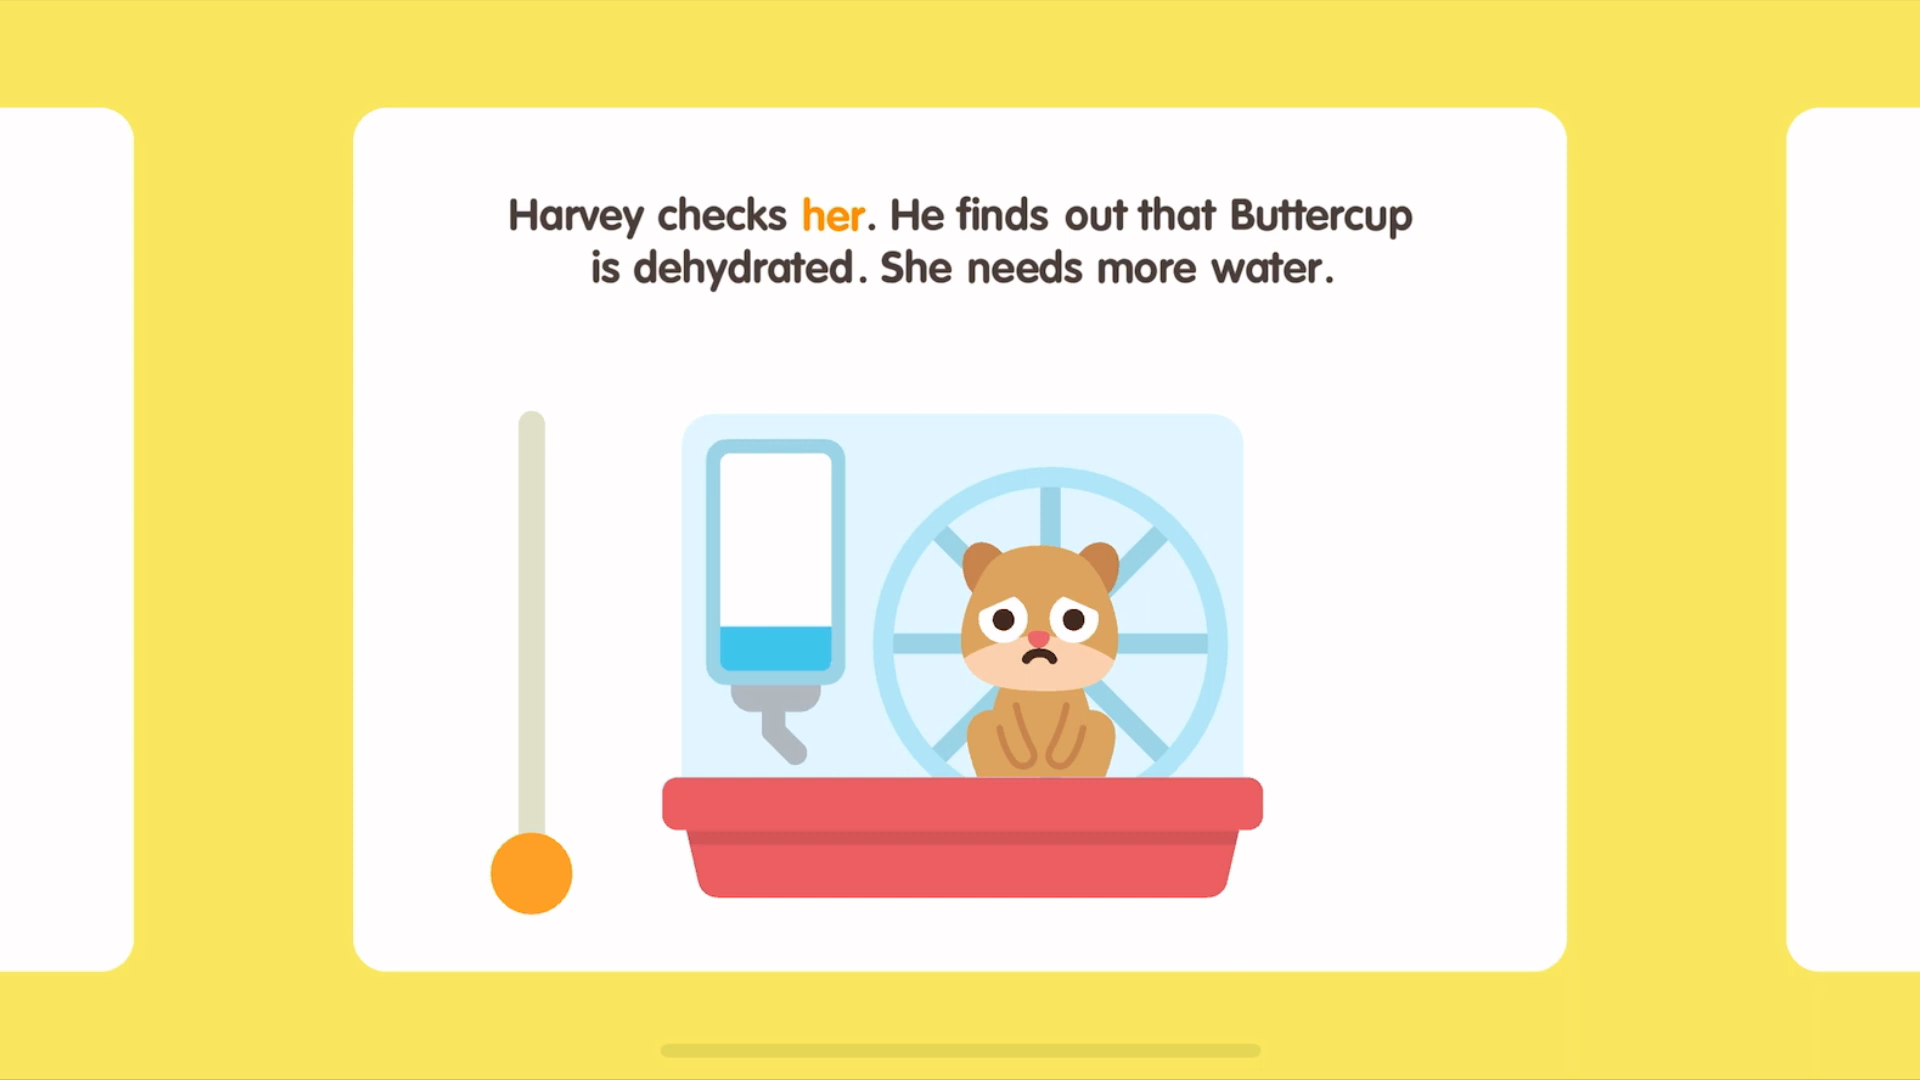 Harvey checks her. He finds out that Buttercup
is dehydrated. She needs more water.